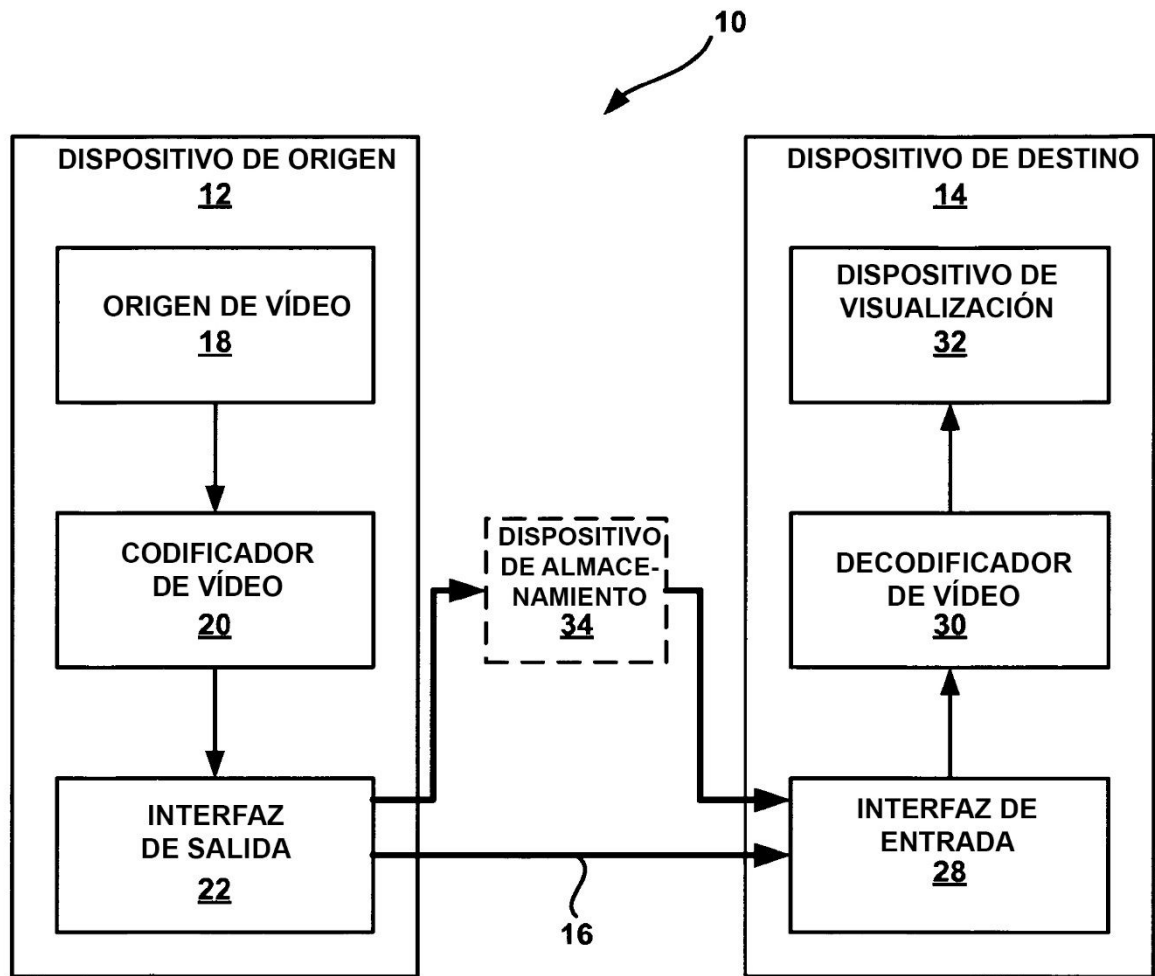 10
DISPOSITIVO DE ORIGEN
12
ORIGEN DE VÍDEO
18
CODIFICADOR
DE VÍDEO
20
INTERFAZ
DE SALIDA
22
DISPOSITIVO
DE ALMACE-
NAMIENTO
34
16
DISPOSITIVO DE DESTINO
14
DISPOSITIVO DE
VISUALIZACIÓN
32
DECODIFICADOR
DE VÍDEO
30
INTERFAZ DE
ENTRADA
28